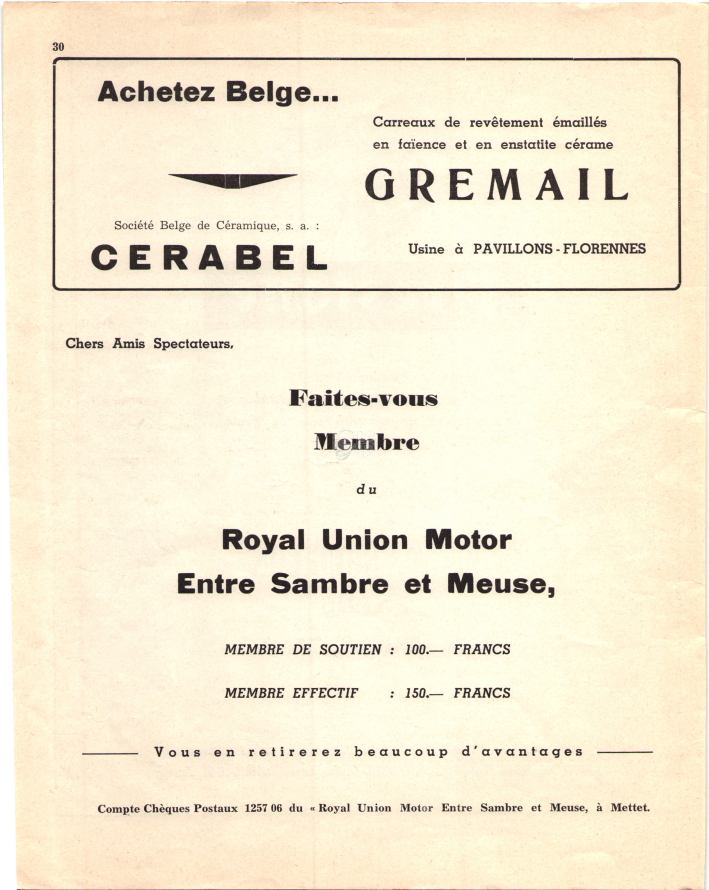 30
Achetez Belge...
Carreaux de revêtement émaillés
en faïence et en enstatite cérame
GREMAIL
Société Belge de Céramique, s. a. :
CERABEL
Usine à PAVILLONS - FLORENNES
Chers Amis Spectateurs,
Faites-vous
Membre
du
Royal Union Motor
Entre Sambre et Meuse,
MEMBRE DE SOUTIEN : 100.— FRANCS
MEMBRE EFFECTIF : 150.— FRANCS
Vous en retirerez beaucoup d'avantages
Compte Chèques Postaux 1257 06 du « Royal Union Motor Entre Sambre et Meuse, à Mettet.